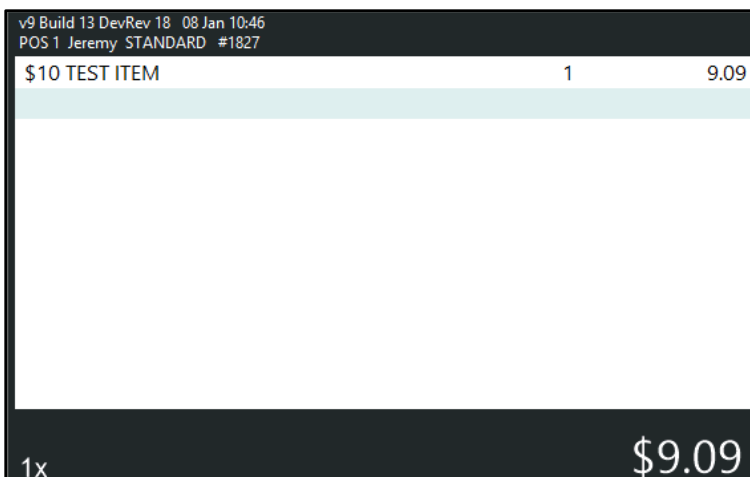 v9 Build 13 DevRev 18 08 Jan 10:46
POS 1 Jeremy STANDARD #1827
$10 TEST ITEM 1 9.09
1x $9.09